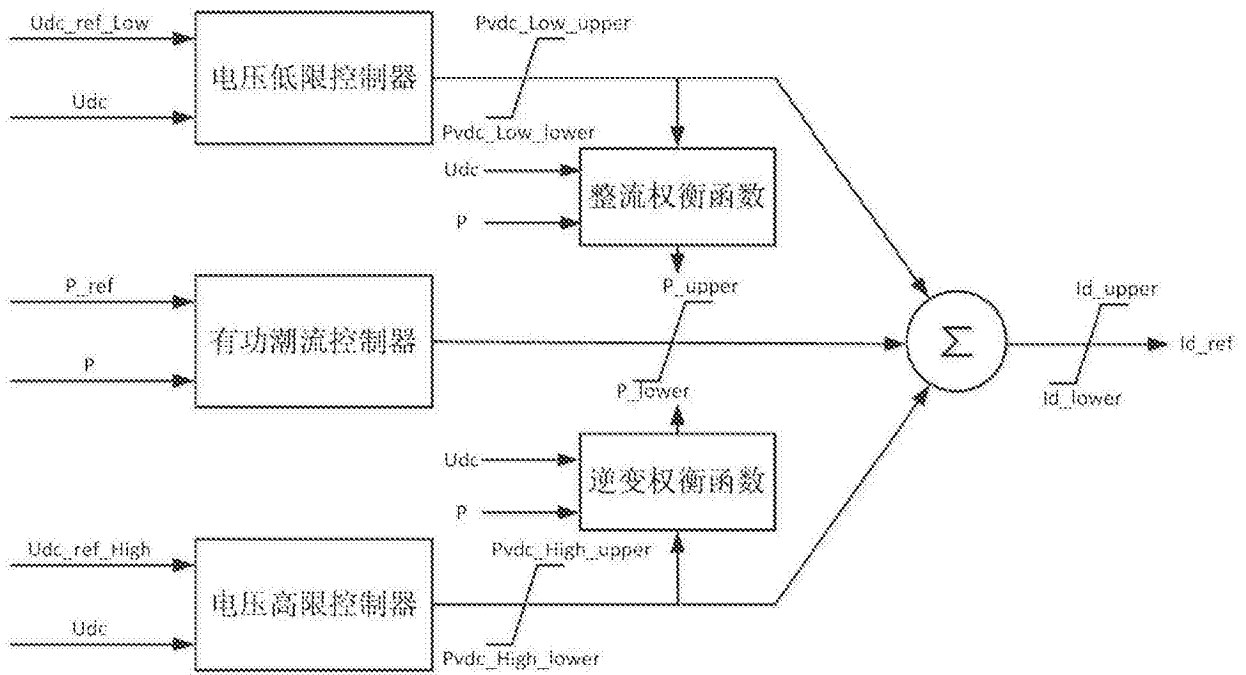 Udc_ref_Low
Udc
电压低限控制器
Pvdc_Low_upper
Pvdc_Low_lower
Udc
P
整流权衡函数
P_ref
P
有功潮流控制器
P_upper
P_lower
Σ
Id_upper
Id_lower
Id_ref
Udc
P
逆变权衡函数
Udc_ref_High
Udc
电压高限控制器
Pvdc_High_upper
Pvdc_High_lower